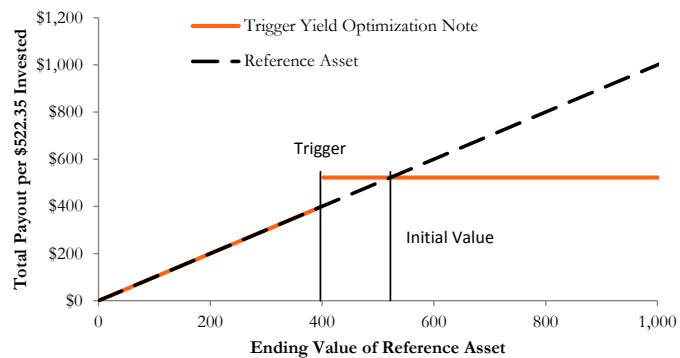 Total Payout per $522.35 Invested
$1,200
$1,000
$800
$600
$400
$200
$0
Trigger Yield Optimization Note
Reference Asset
Trigger
Initial Value
0
200
400
600
800
1,000
Ending Value of Reference Asset